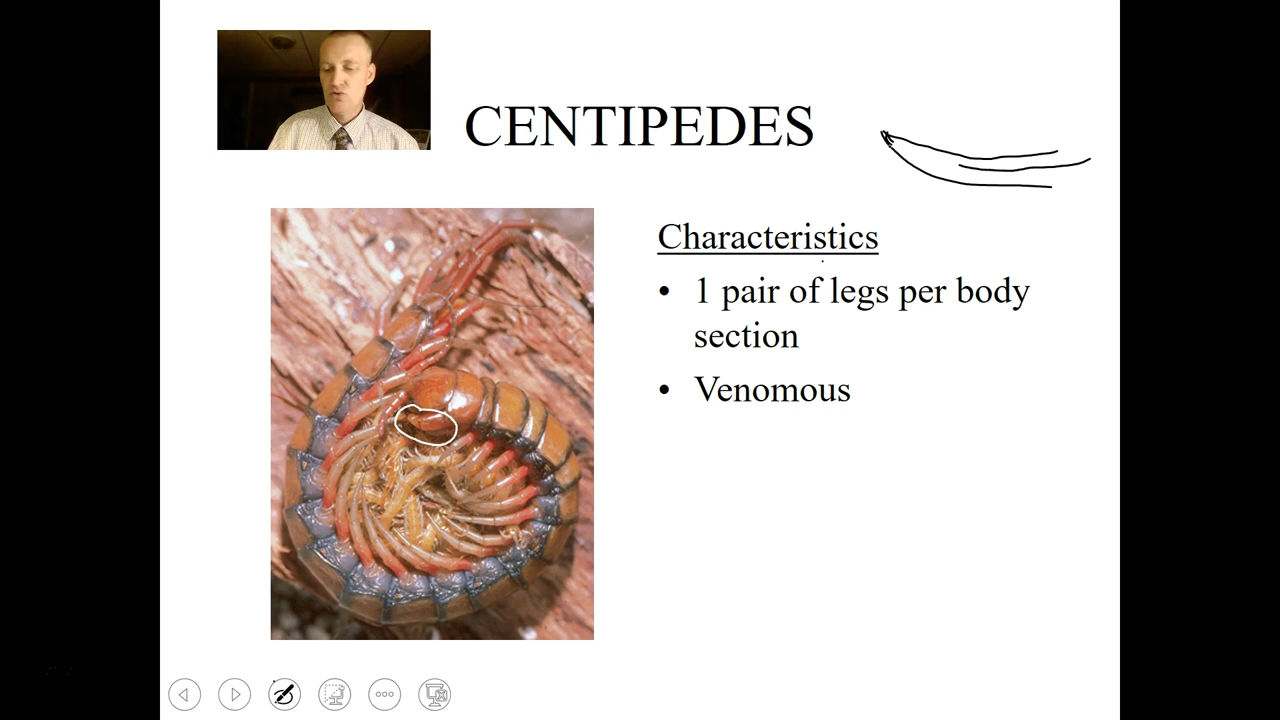 CENTIPEDES
Characteristics
• 1 pair of legs per body
section
• Venomous